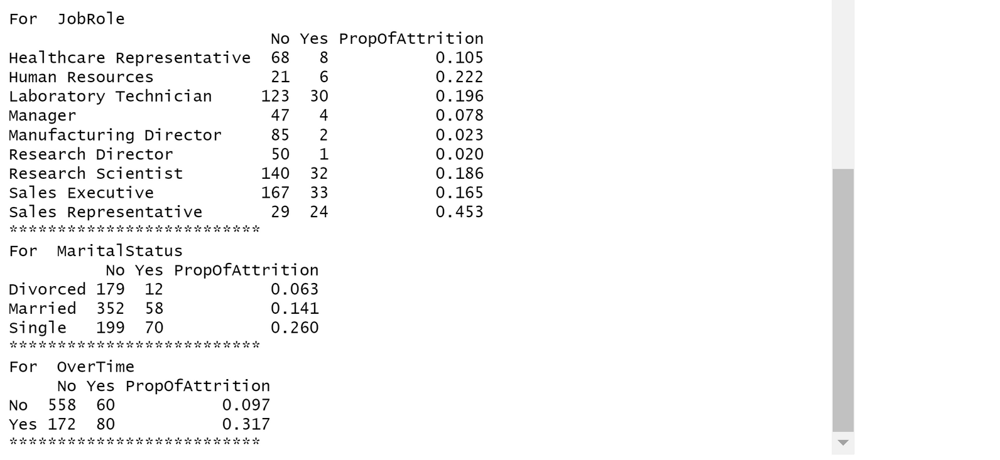 For  JobRole
                           No Yes PropOfAttrition
Healthcare Representative  68   8           0.105
Human Resources            21   6           0.222
Laboratory Technician     123  30           0.196
Manager                    47   4           0.078
Manufacturing Director     85   2           0.023
Research Director          50   1           0.020
Research Scientist        140  32           0.186
Sales Executive           167  33           0.165
Sales Representative       29  24           0.453
**************************
For  MaritalStatus
          No Yes PropOfAttrition
Divorced 179  12           0.063
Married  352  58           0.141
Single   199  70           0.260
**************************
For  OverTime
     No Yes PropOfAttrition
No  558  60           0.097
Yes 172  80           0.317
**************************